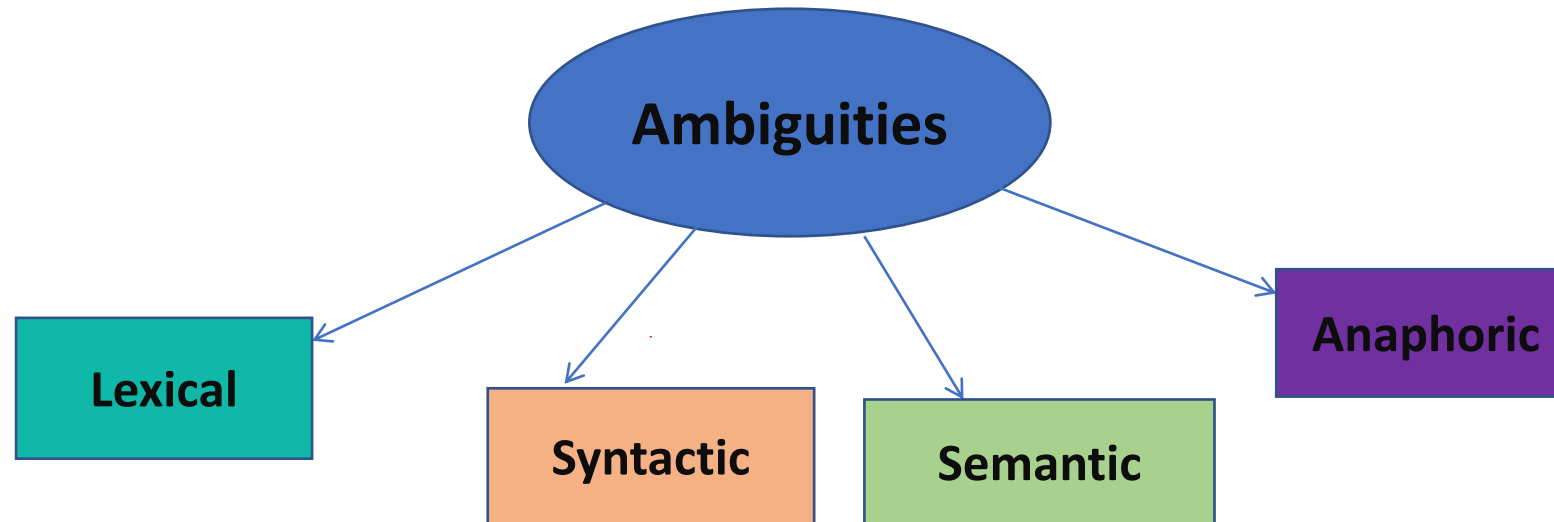 Ambiguities
Lexical
Syntactic
Semantic
Anaphoric